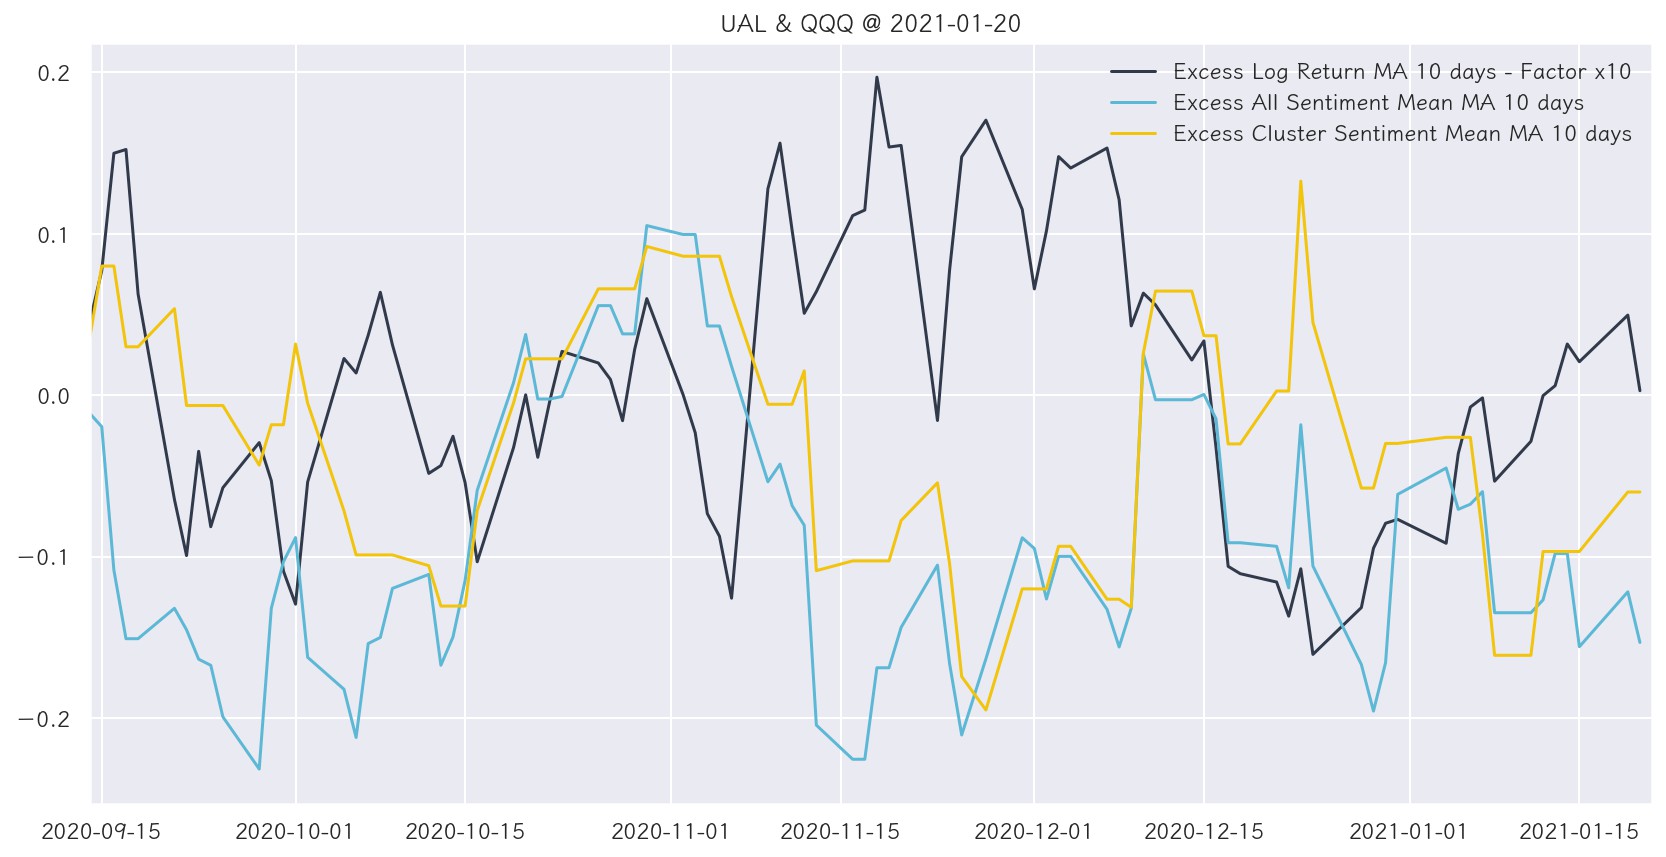 UAL & QQQ @ 2021-01-20
Excess Log Return MA 10 days - Factor x10
Excess All Sentiment Mean MA 10 days
Excess Cluster Sentiment Mean MA 10 days
0.2
0.1
0.0
−0.1
−0.2
2020-09-15 2020-10-01 2020-10-15 2020-11-01 2020-11-15 2020-12-01 2020-12-15 2021-01-01 2021-01-15